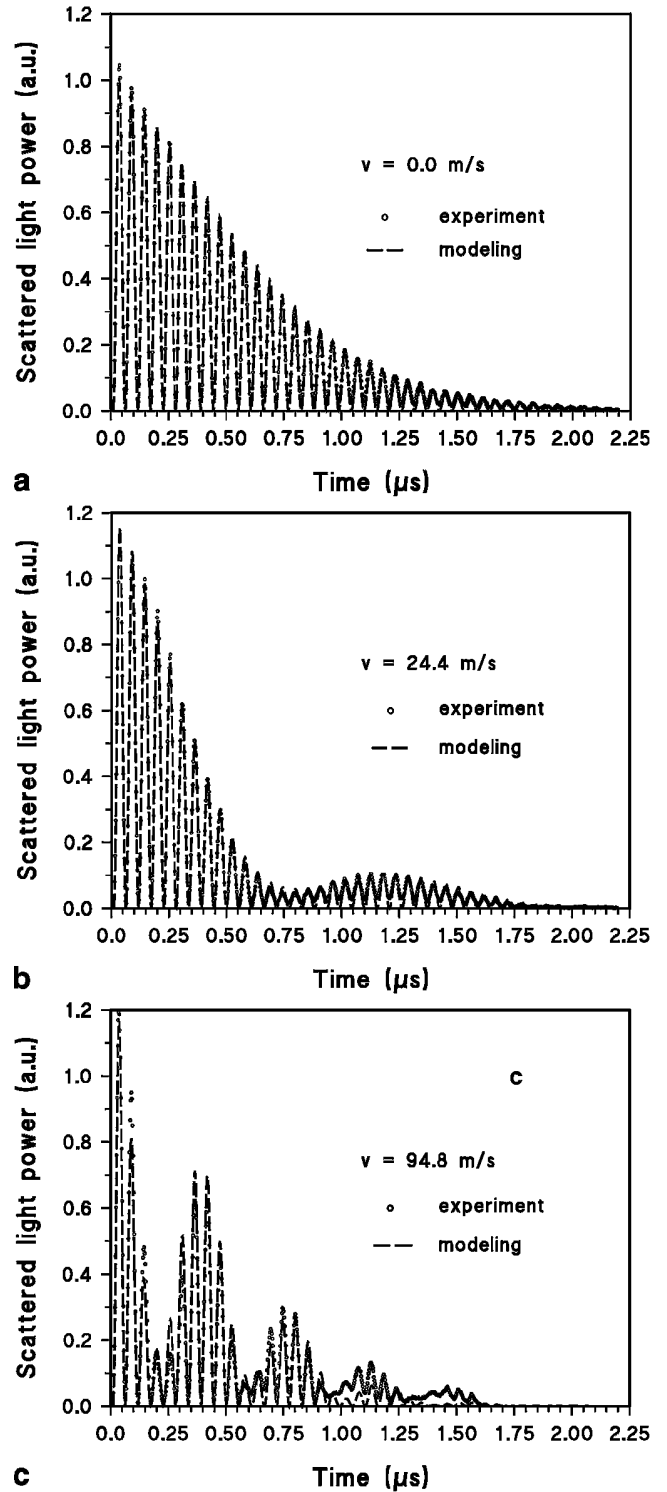 1.2
1.0
0.8
0.6
0.4
0.2
0.0
Scattered light power (a.u.)
v = 0.0 m/s
experiment
modeling
0.0 0.25 0.50 0.75 1.00 1.25 1.50 1.75 2.00 2.25
Time (μs)
a
1.2
1.0
0.8
0.6
0.4
0.2
0.0
Scattered light power (a.u.)
v = 24.4 m/s
experiment
modeling
0.0 0.25 0.50 0.75 1.00 1.25 1.50 1.75 2.00 2.25
Time (μs)
b
1.2
1.0
0.8
0.6
0.4
0.2
0.0
Scattered light power (a.u.)
c
v = 94.8 m/s
experiment
modeling
0.0 0.25 0.50 0.75 1.00 1.25 1.50 1.75 2.00 2.25
Time (μs)
c